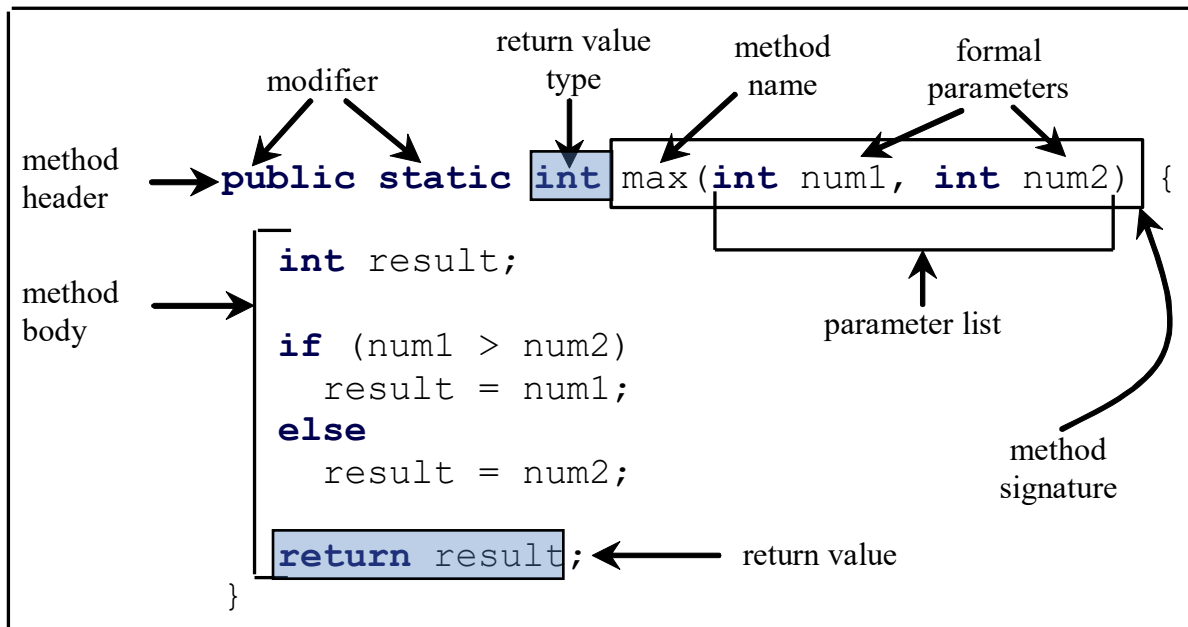 return value
type
method
name
formal
parameters
modifier
method
header
public static int max(int num1, int num2) {
method
body
int result;
parameter list
if (num1 > num2)
result = num1;
else
result = num2;
method
signature
return result;
return value
}